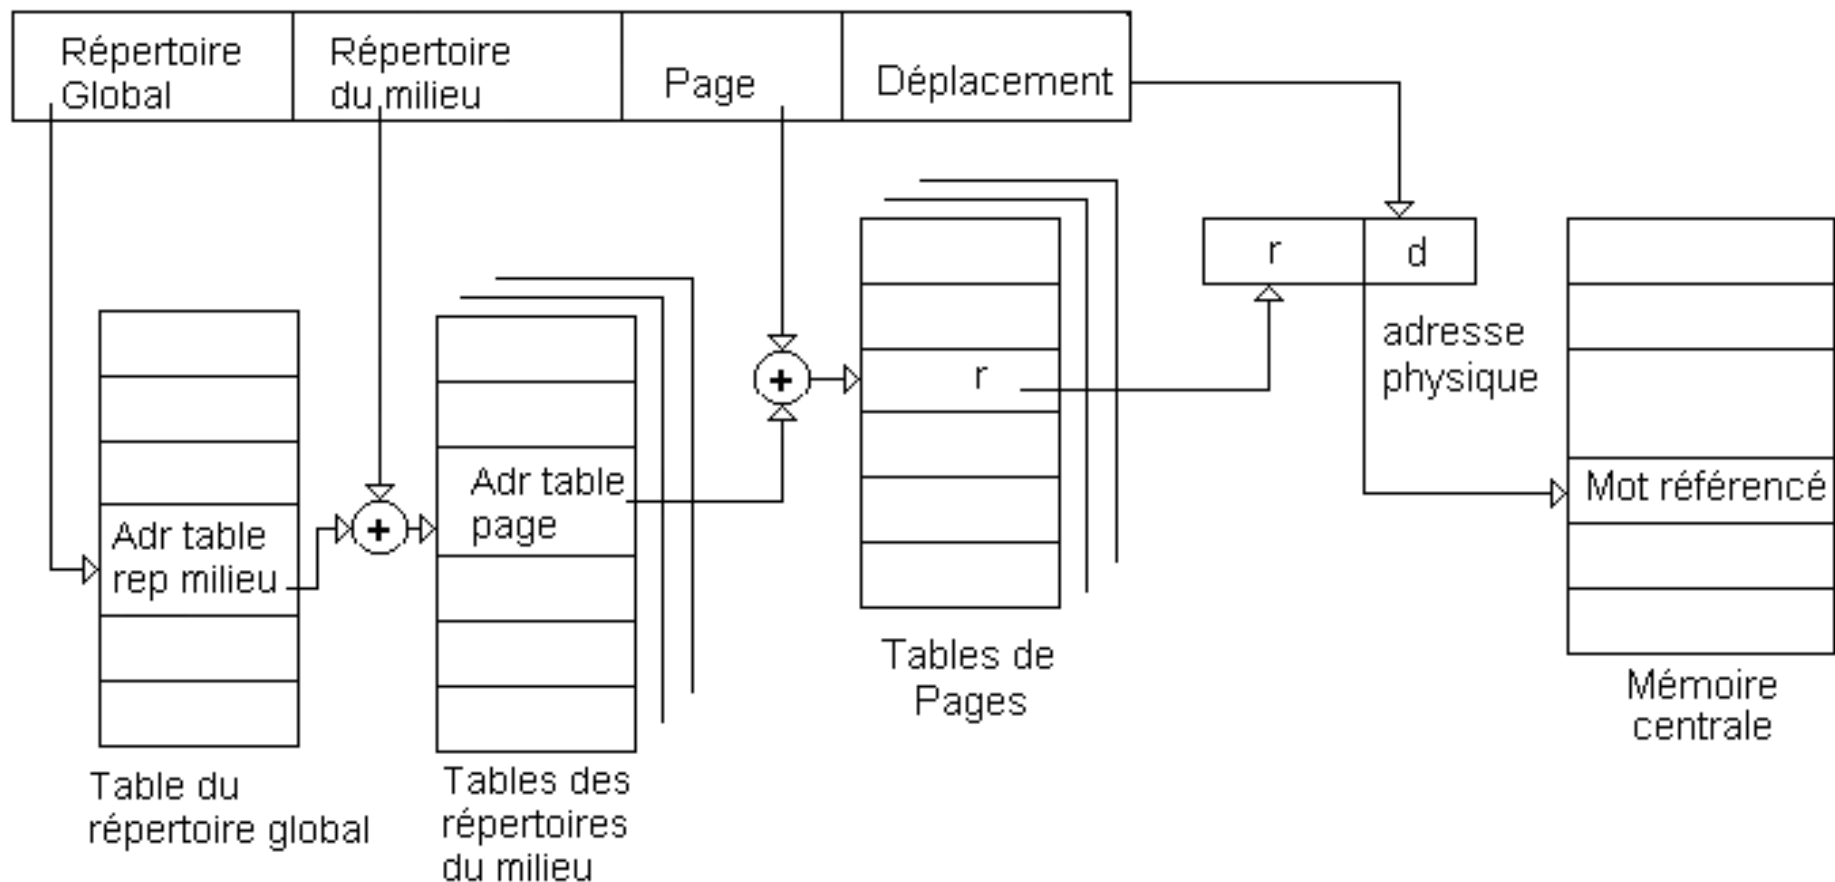 Répertoire
Global
Répertoire
du milieu
Page
Déplacement
r
d
adresse
physique
r
+
Adr table
page
Mot référencé
Adr table
rep milieu
+
Tables de
Pages
Mémoire
centrale
Table du
répertoire global
Tables des
répertoires
du milieu